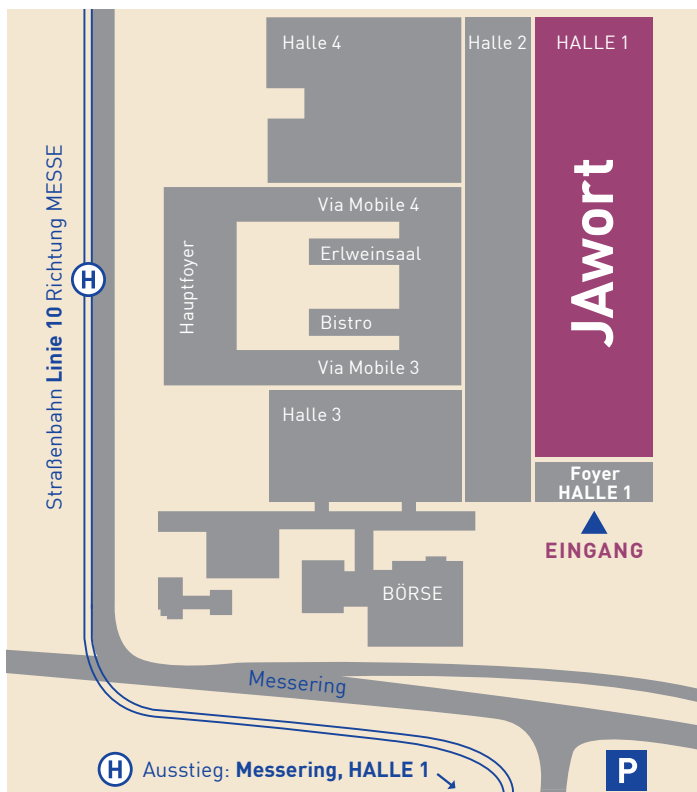 Halle 4
Halle 2
HALLE 1
JAwort
Via Mobile 4
Erlweinsaal
Hauptfoyer
Bistro
Via Mobile 3
H
Straßenbahn Linie 10 Richtung MESSE
Halle 3
Foyer
HALLE 1
EINGANG
BÖRSE
Messering
H Ausstieg: Messering, HALLE 1
P